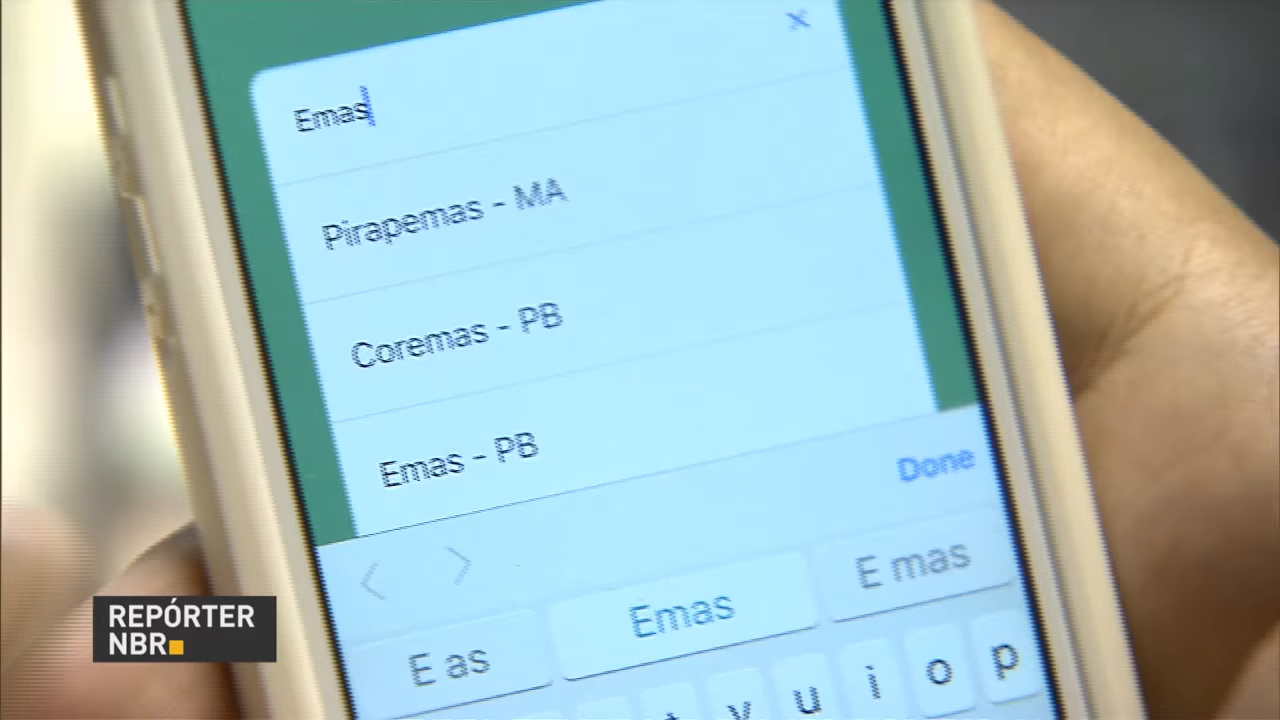 Emas
Pirapemas - MA
Coremas - PB
Emas - PB
Done
E as
Emas
E mas
y u i o p
REPÓRTER
NBR